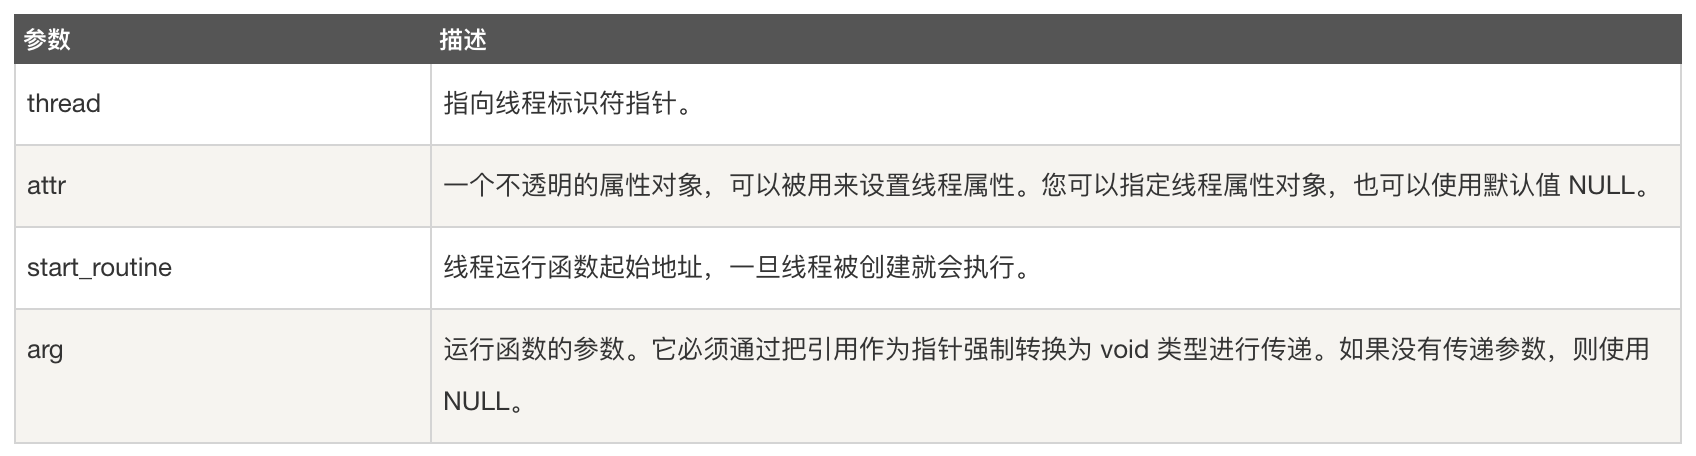 参数 描述
thread 指向线程标识符指针。
attr 一个不透明的属性对象，可以被用来设置线程属性。您可以指定线程属性对象，也可以使用默认值 NULL。
start_routine 线程运行函数起始地址，一旦线程被创建就会执行。
arg 运行函数的参数。它必须通过把引用作为指针强制转换为 void 类型进行传递。如果没有传递参数，则使用
NULL。